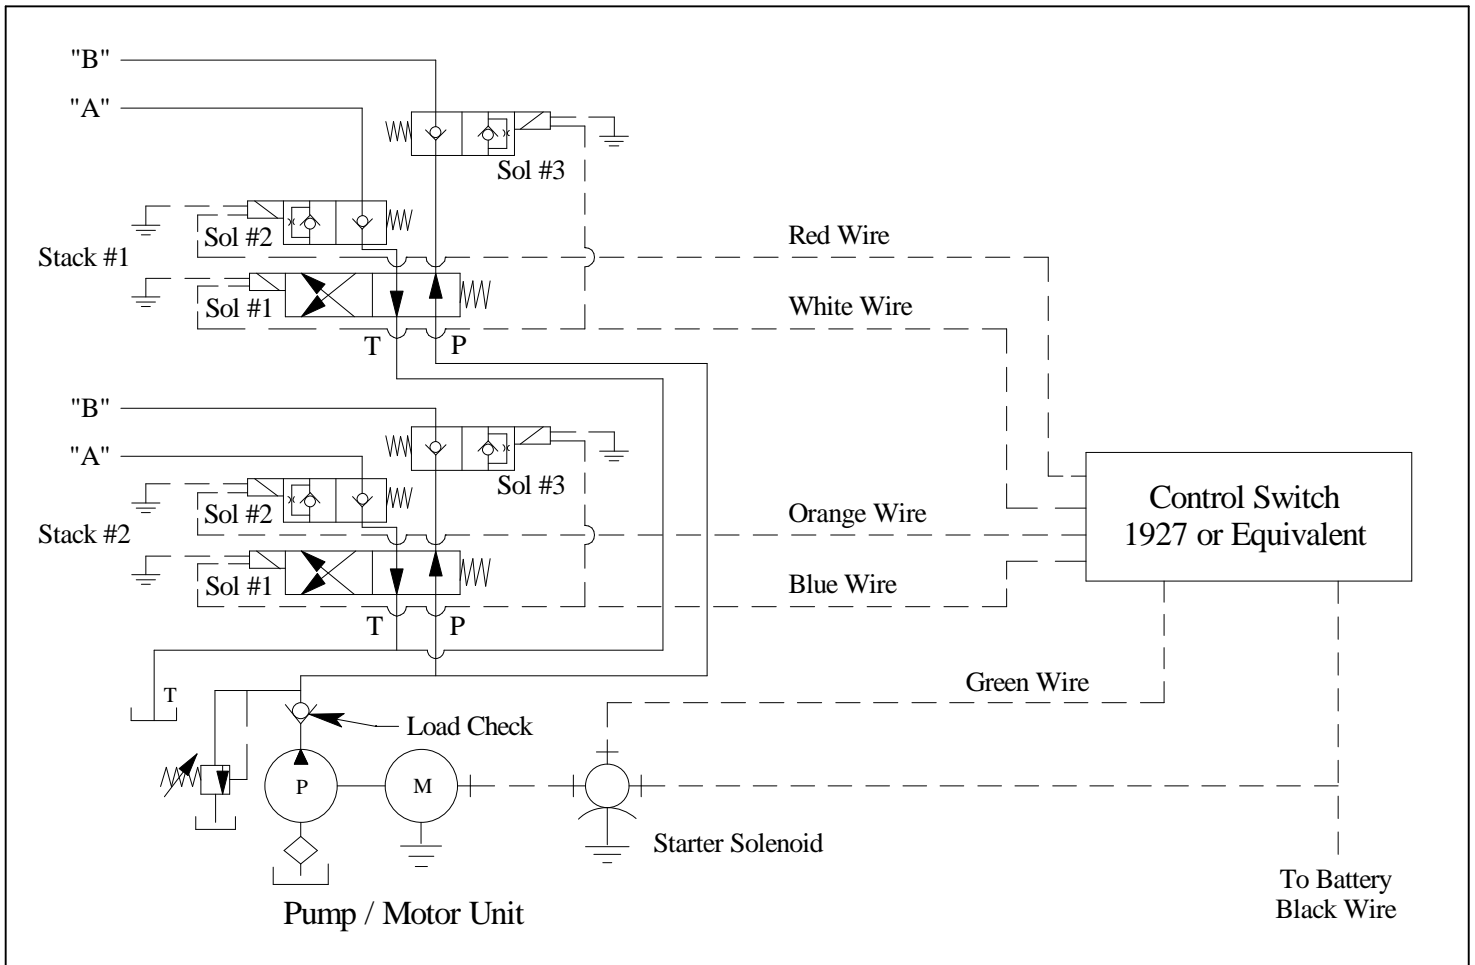 "B"
"A"
Sol #3
Sol #2
Red Wire
Stack #1
Sol #1
White Wire
T
P
"B"
"A"
Sol #3
Sol #2
Orange Wire
Stack #2
Sol #1
Blue Wire
T
P
Control Switch
1927 or Equivalent
Green Wire
T
Load Check
P
M
Starter Solenoid
To Battery
Black Wire
Pump / Motor Unit